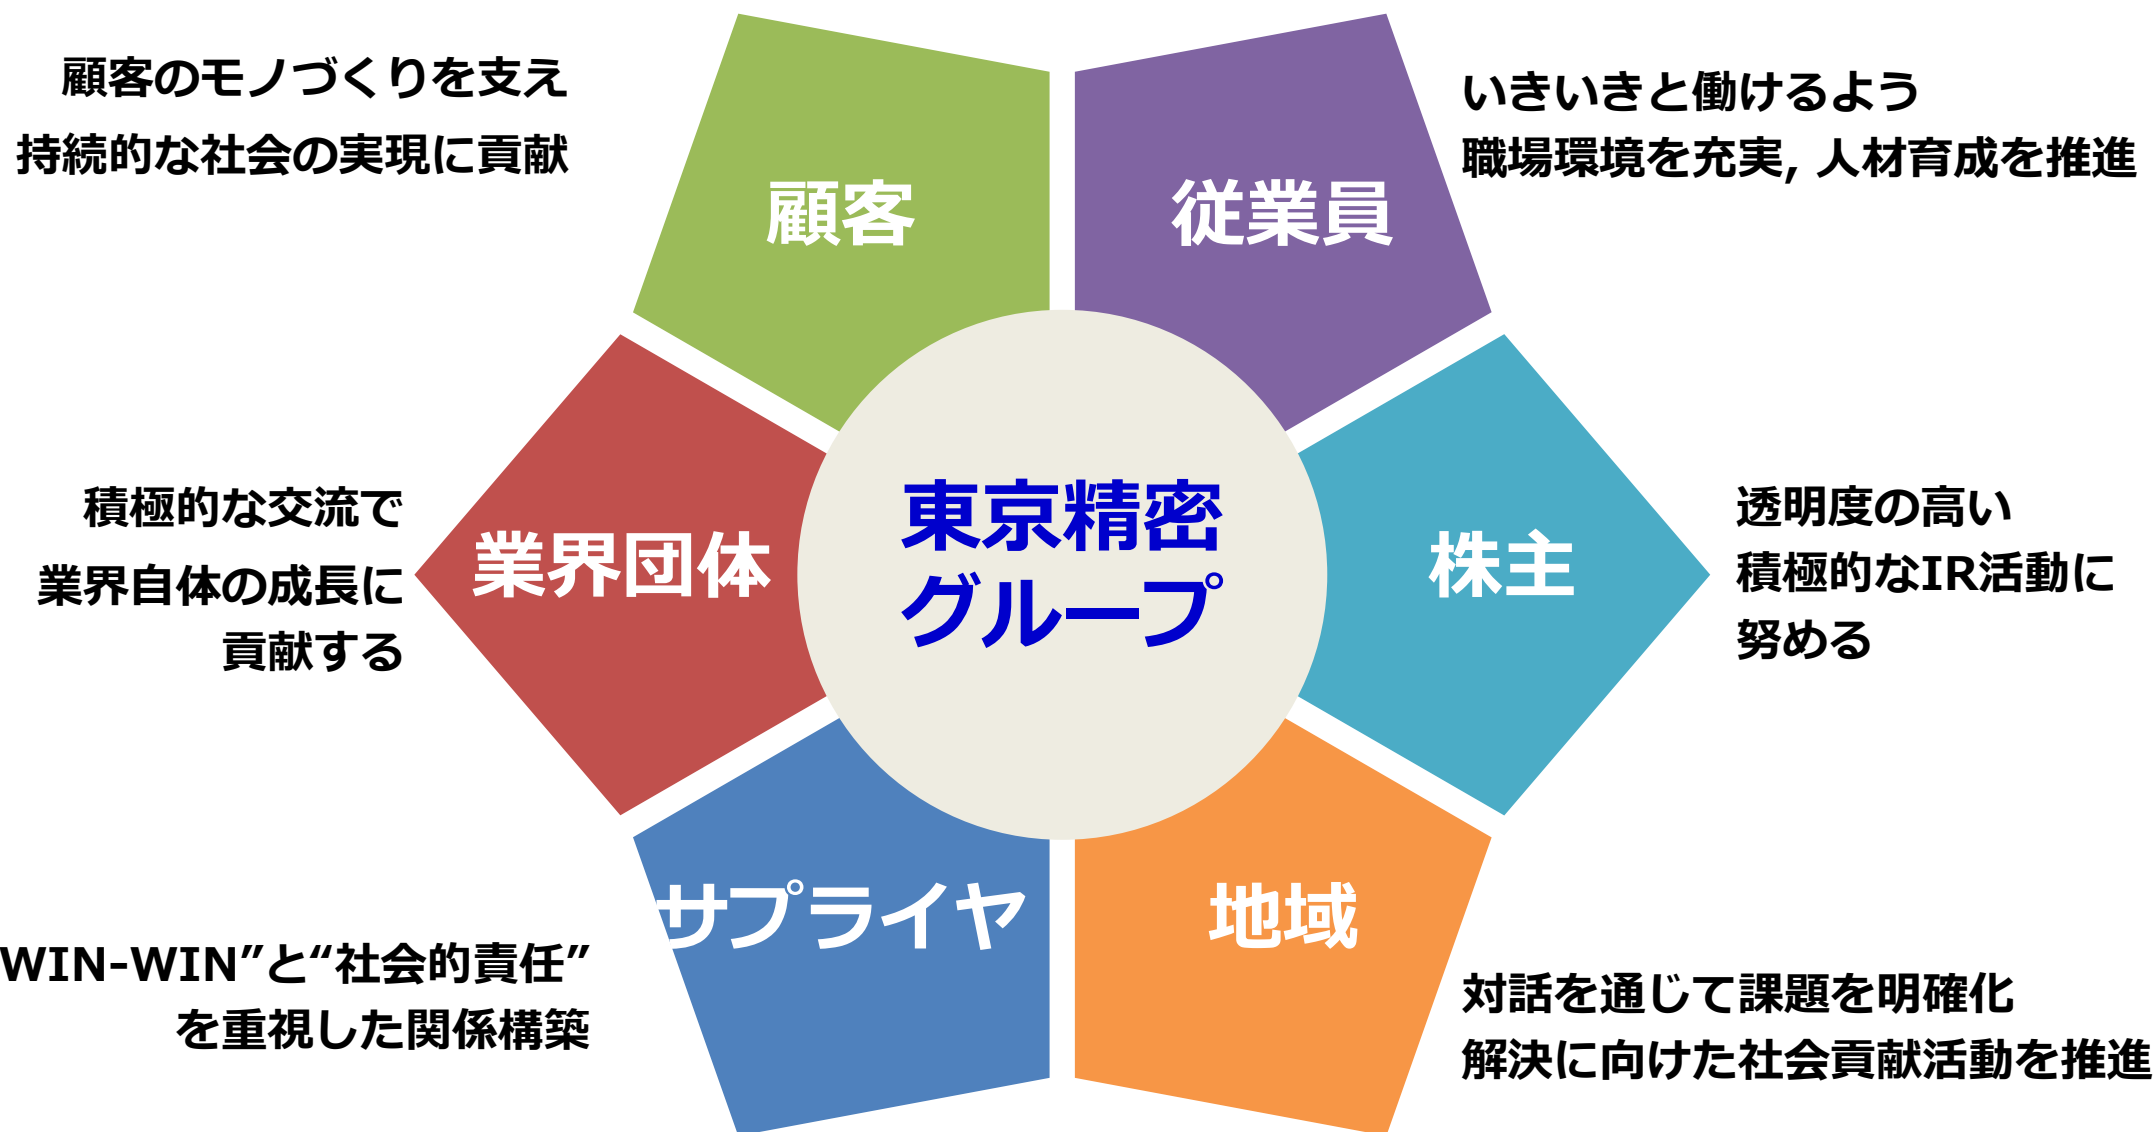 顧客のモノづくりを支え
持続的な社会の実現に貢献
顧客
従業員
いきいきと働けるよう
職場環境を充実, 人材育成を推進
積極的な交流で
業界自体の成長に
貢献する
業界団体
東京精密
グループ
株主
透明度の高い
積極的なIR活動に
努める
WIN-WIN”と“社会的責任”
を重視した関係構築
サプライヤ
地域
対話を通じて課題を明確化
解決に向けた社会貢献活動を推進